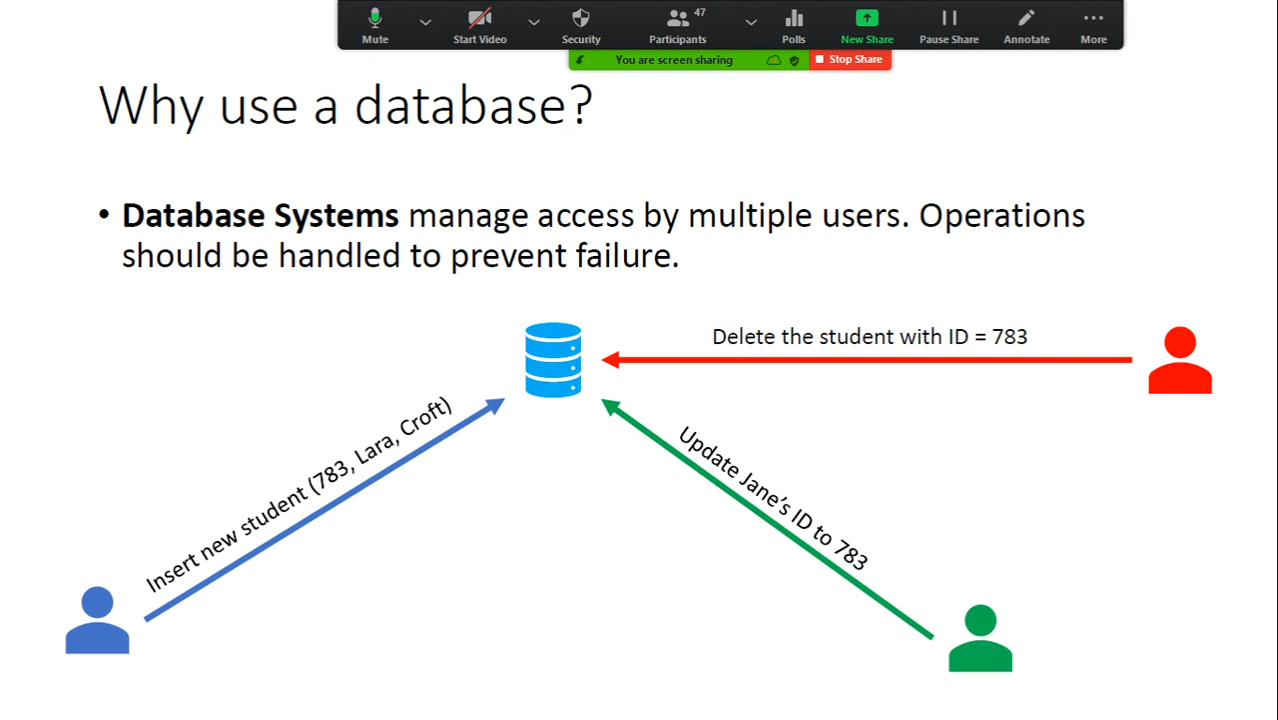 47
Mute
Start Video
Security
Participants
Polls
New Share
Pause Share
Annotate
More
You are screen sharing
Stop Share
Why use a database?
• Database Systems manage access by multiple users. Operations
should be handled to prevent failure.
Delete the student with ID = 783
Insert new student (783, Lara, Croft)
Update Jane's ID to 783